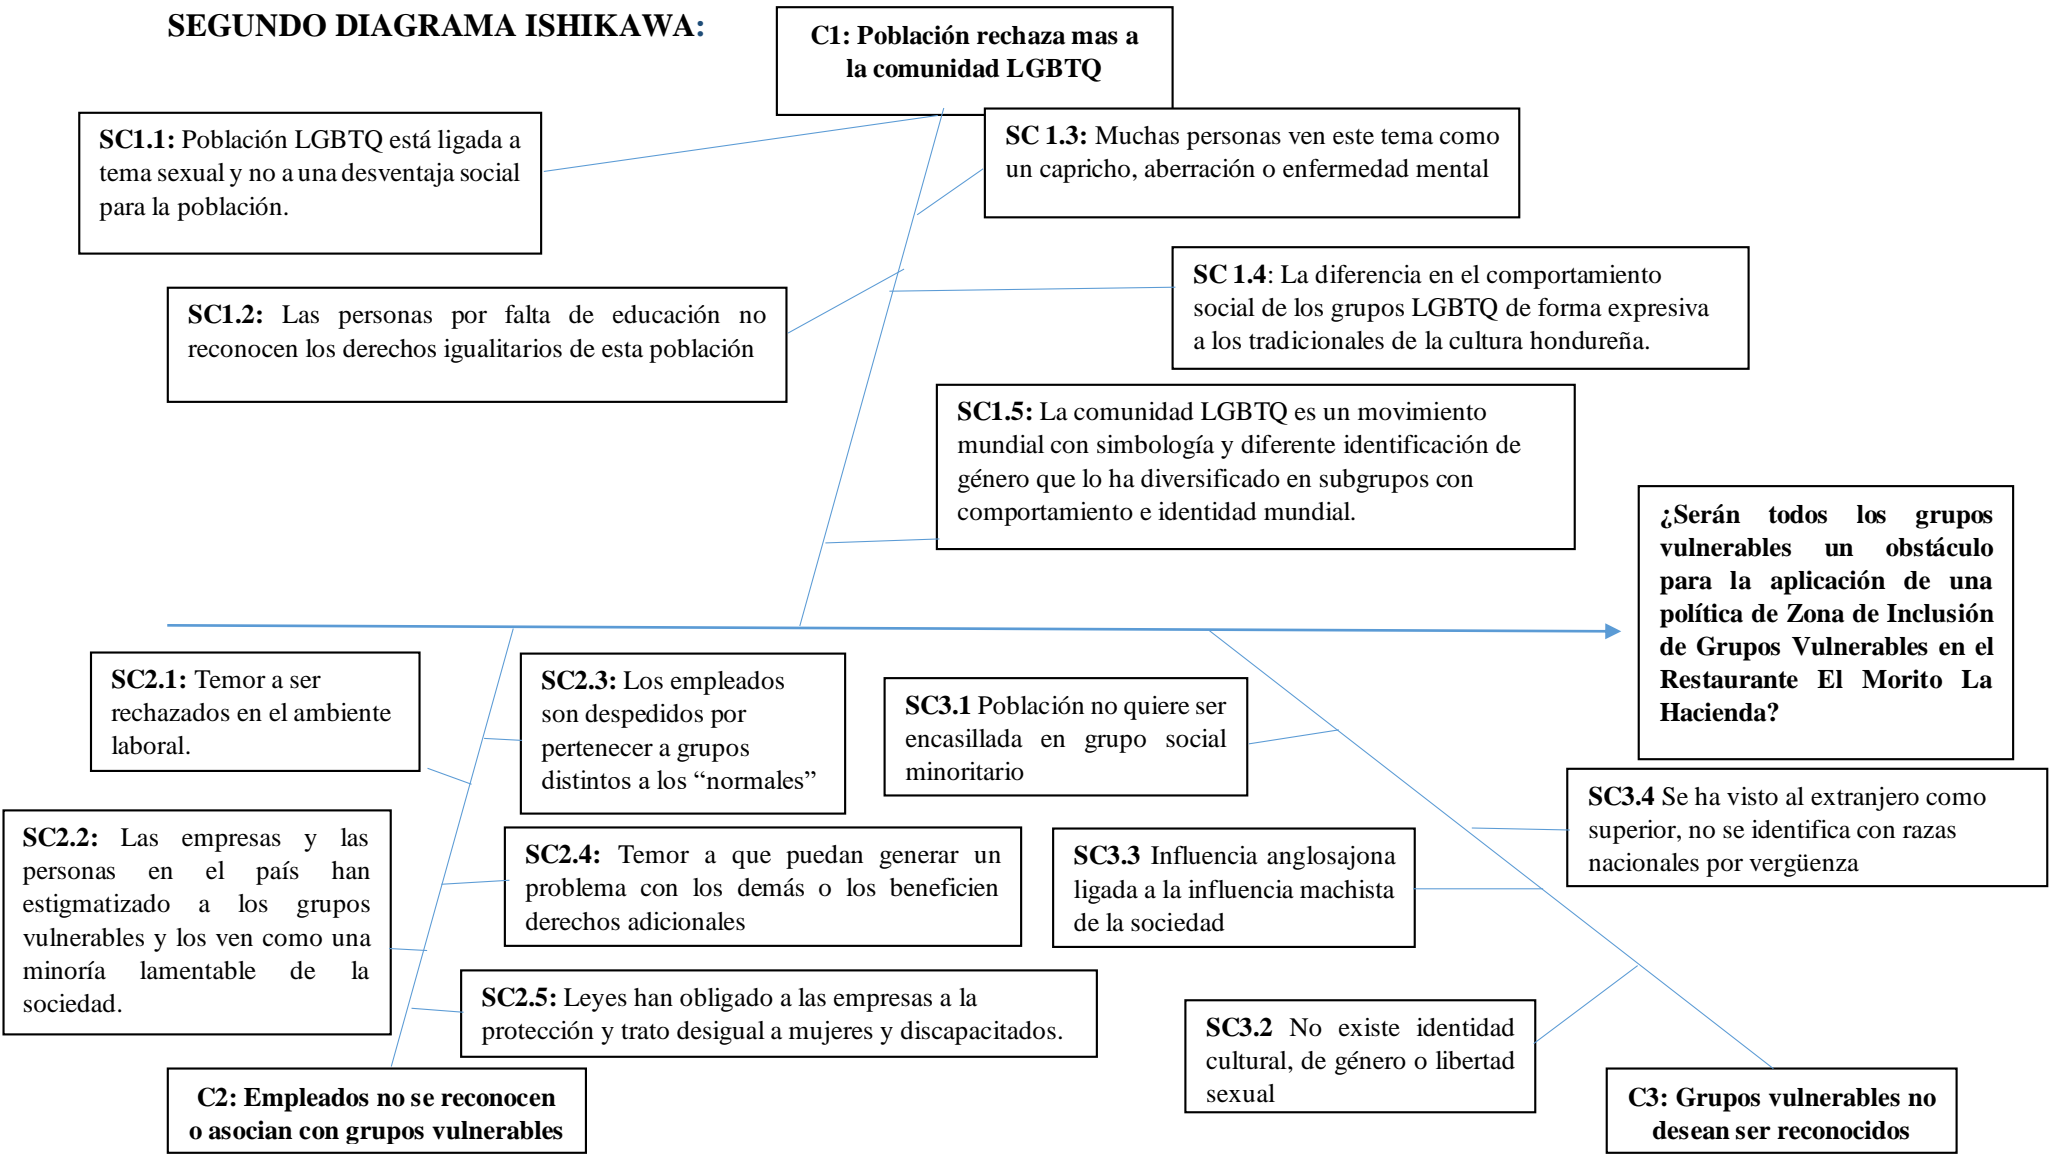 SEGUNDO DIAGRAMA ISHIKAWA:
C1: Población rechaza mas a
la comunidad LGBTQ
SC1.1: Población LGBTQ está ligada a
tema sexual y no a una desventaja social
para la población.
SC 1.3: Muchas personas ven este tema como
un capricho, aberración o enfermedad mental
SC1.2: Las personas por falta de educación no
reconocen los derechos igualitarios de esta población
SC 1.4: La diferencia en el comportamiento
social de los grupos LGBTQ de forma expresiva
a los tradicionales de la cultura hondureña.
SC1.5: La comunidad LGBTQ es un movimiento
mundial con simbología y diferente identificación de
género que lo ha diversificado en subgrupos con
comportamiento e identidad mundial.
¿Serán todos los grupos
vulnerables un obstáculo
para la aplicación de una
política de Zona de Inclusión
de Grupos Vulnerables en el
Restaurante El Morito La
Hacienda?
SC2.1: Temor a ser
rechazados en el ambiente
laboral.
SC2.3: Los empleados
son despedidos por
pertenecer a grupos
distintos a los “normales”
SC3.1 Población no quiere ser
encasillada en grupo social
minoritario
SC3.4 Se ha visto al extranjero como
superior, no se identifica con razas
nacionales por vergüenza
SC2.2: Las empresas y las
personas en el país han
estigmatizado a los grupos
vulnerables y los ven como una
minoría lamentable de la
sociedad.
SC2.4: Temor a que puedan generar un
problema con los demás o los beneficien
derechos adicionales
SC3.3 Influencia anglosajona
ligada a la influencia machista
de la sociedad
SC2.5: Leyes han obligado a las empresas a la
protección y trato desigual a mujeres y discapacitados.
SC3.2 No existe identidad
cultural, de género o libertad
sexual
C2: Empleados no se reconocen
o asocian con grupos vulnerables
C3: Grupos vulnerables no
desean ser reconocidos